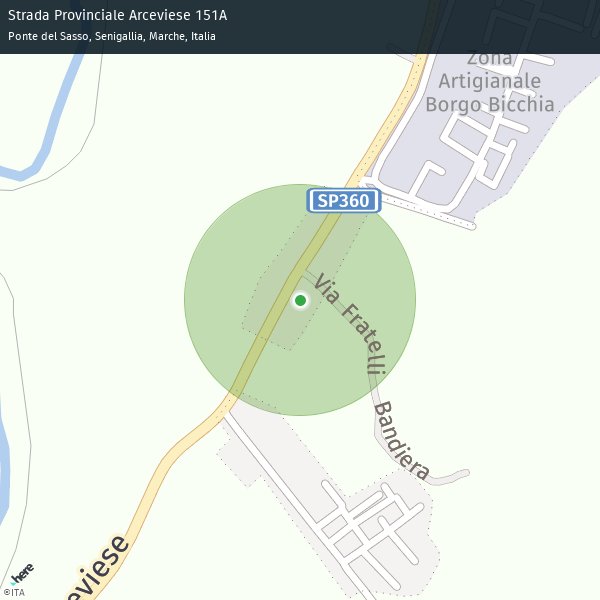 Strada Provinciale Arceviese 151A
Ponte del Sasso, Senigallia, Marche, Italia
Zona
Artigianale
Borgo Bicchia
SP360
Via Fratelli
Bandiera
eviese
here
©ITA